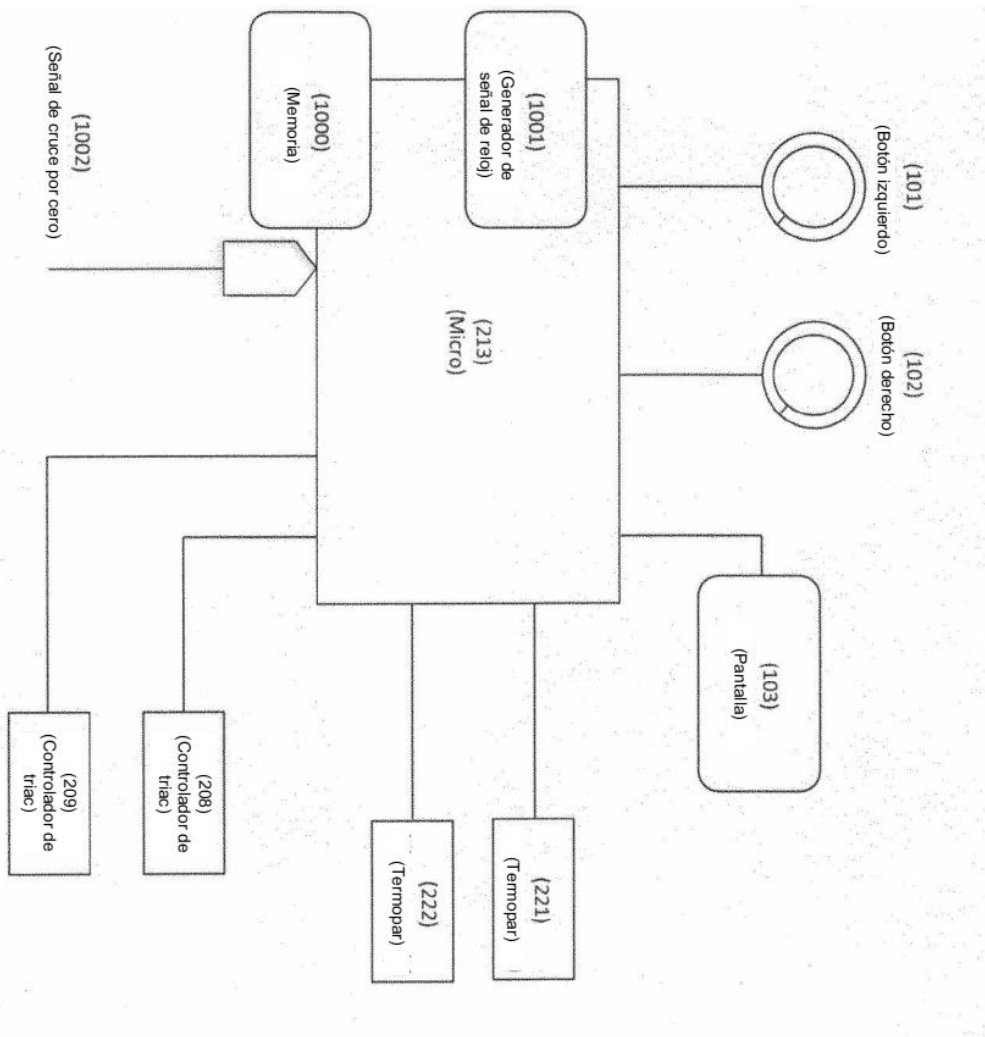 (101)
(Botón izquierdo)
(102)
(Botón derecho)
(103)
(Pantalla)
(1001)
(Generador de
señal de reloj)
(213)
(Micro)
(221)
(Termopar)
(222)
(Termopar)
(1000)
(Memoria)
(208)
(Controlador de
triac)
(1002)
(Señal de cruce por cero)
(209)
(Controlador de
triac)